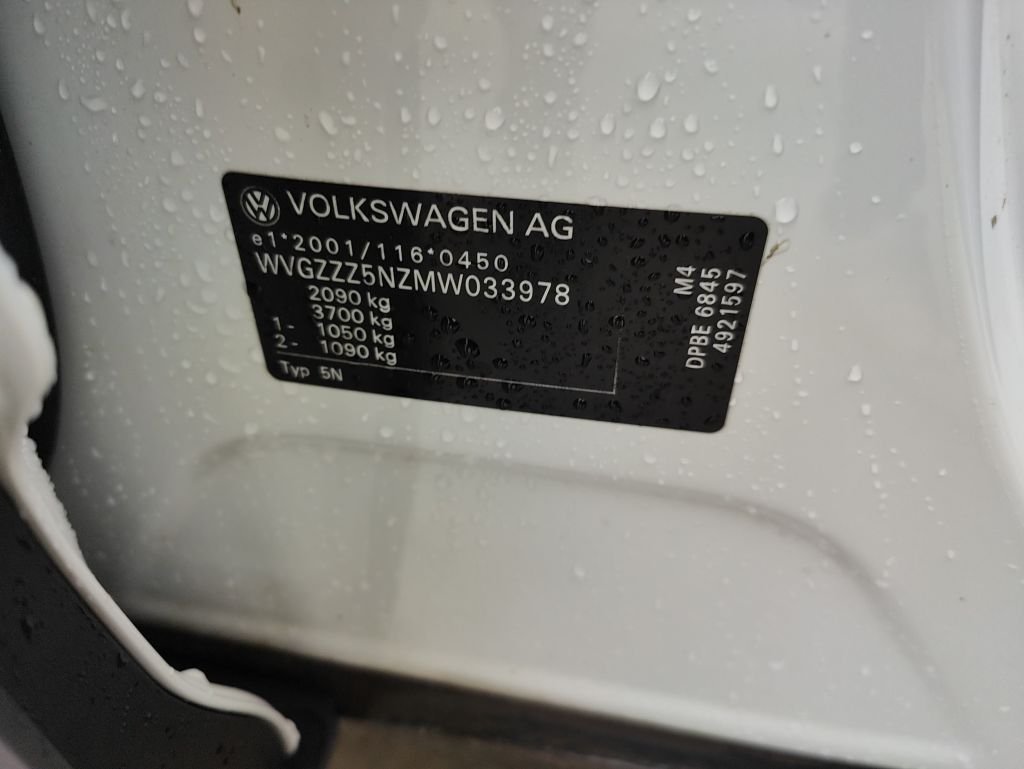 VOLKSWAGEN AG
e1*2001/116*0450
WVGZZZ5NZMW033978
2090 kg
3700 kg
1- 1050 kg
2- 1090 kg
Typ 5N
M4
DPBE 6845
4921597